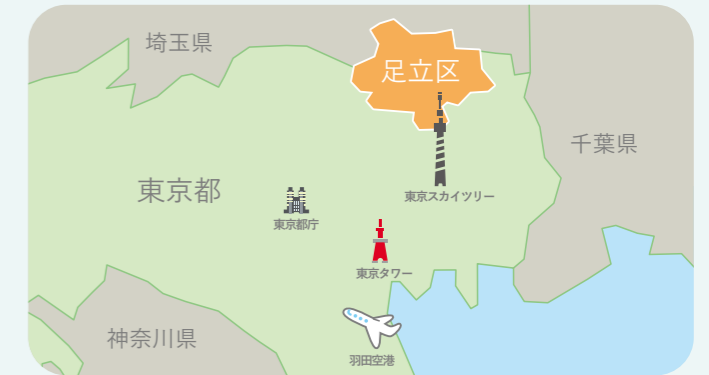 埼玉県
足立区
千葉県
東京都
東京スカイツリー
東京都庁
東京タワー
神奈川県
羽田空港